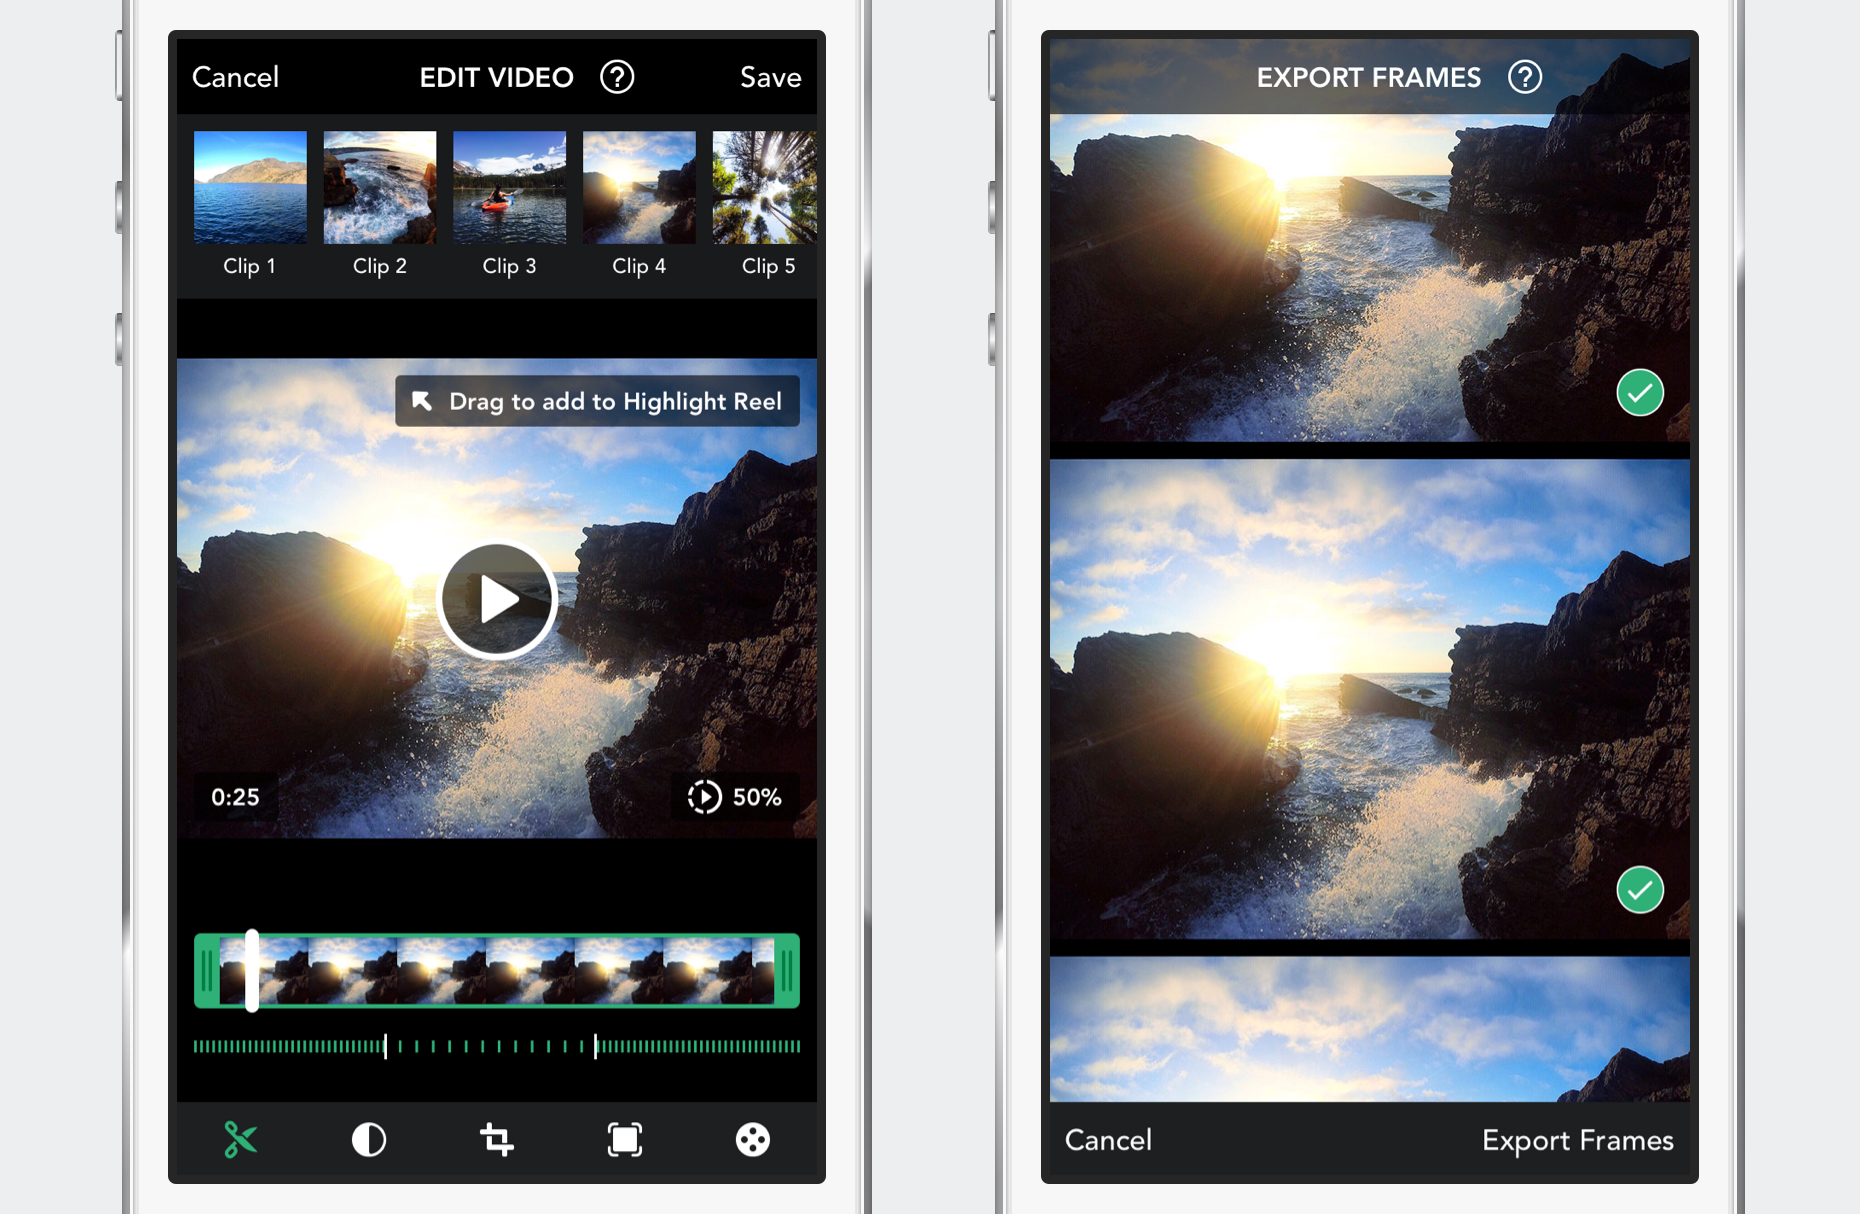 Cancel
EDIT VIDEO
?
Save
Clip 1
Clip 2
Clip 3
Clip 4
Clip 5
Drag to add to Highlight Reel
0:25
50%
EXPORT FRAMES
?
Cancel
Export Frames